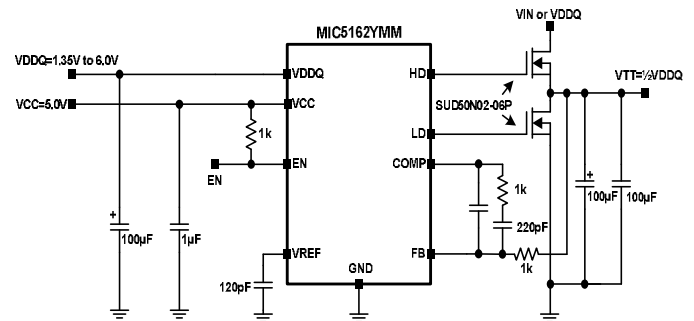 VIN or VDDQ
MIC5162YMM
VDDQ=1.35V to 6.0V
VDDQ
HD
VTT=½VDDQ
VCC=5.0V
VCC
SUD50N02-06P
1k
LD
EN
COMP
EN
1k
+
100µF
100µF
220pF
+
100µF
1µF
VREF
FB
GND
1k
120pF